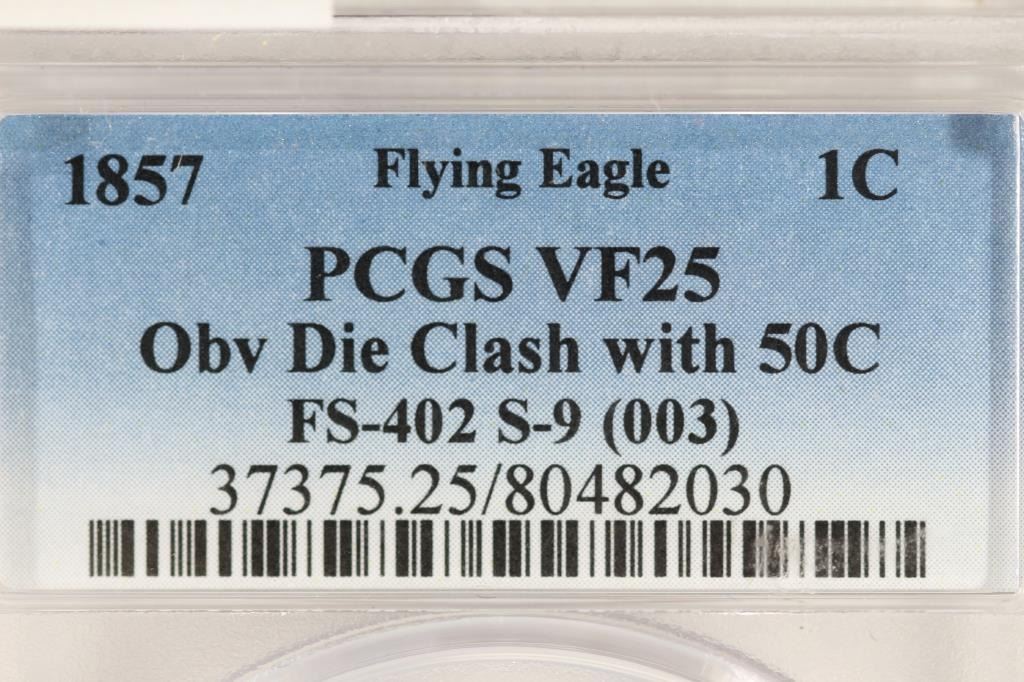 1857 Flying Eagle 1C
PCGS VF25
Obv Die Clash with 50C
FS-402 S-9 (003)
37375.25/80482030